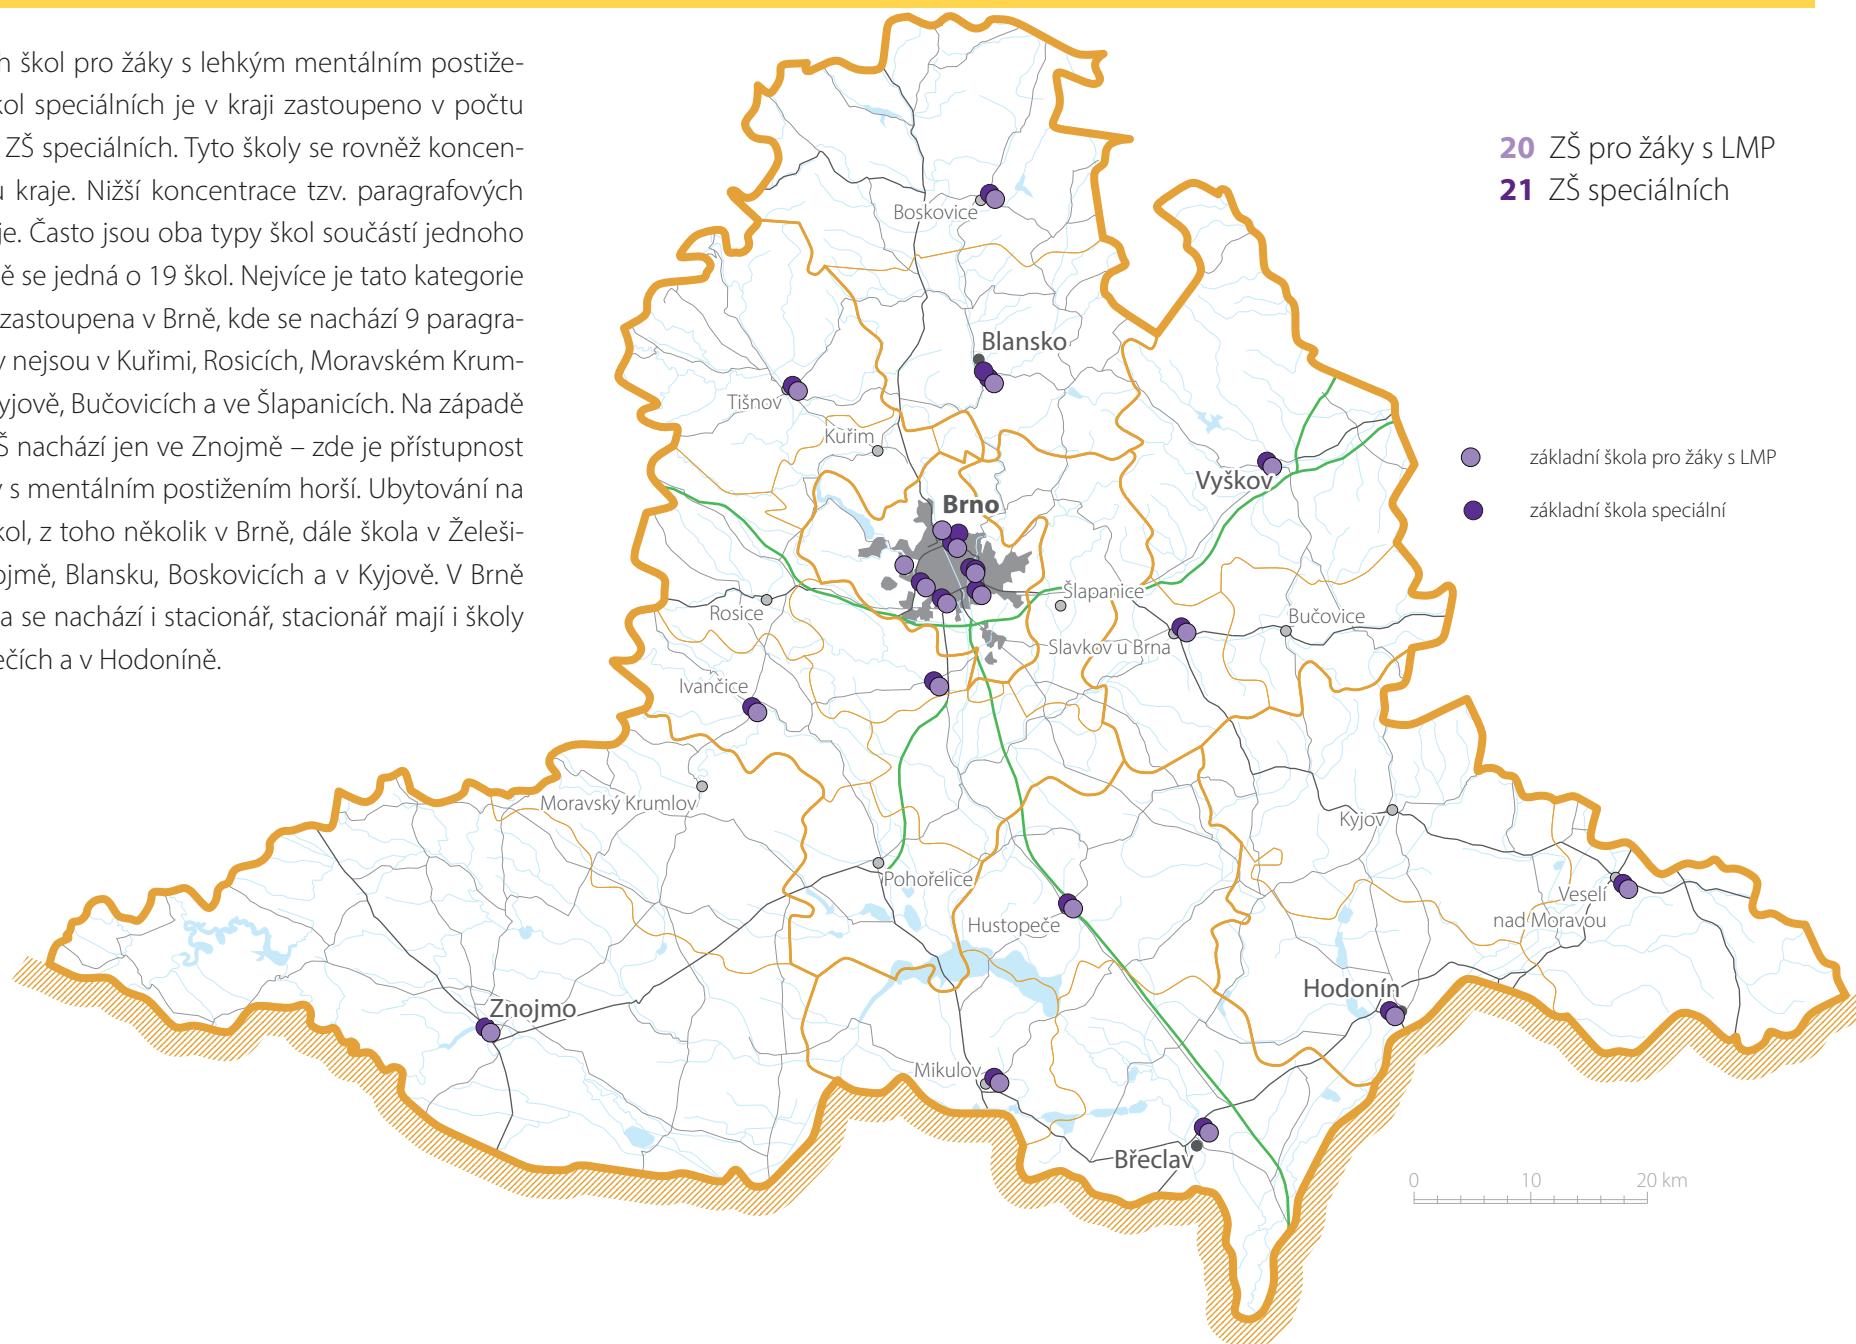 h škol pro žáky s lehkým mentálním postiže-
kol speciálních je v kraji zastoupeno v počtu
ZŠ speciálních. Tyto školy se rovněž koncen-
u kraje. Nižší koncentrace tzv. paragrafových
je. Často jsou oba typy škol součástí jednoho
ě se jedná o 19 škol. Nejvíce je tato kategorie
zastoupena v Brně, kde se nachází 9 paragra-
y nejsou v Kuřimi, Rosicích, Moravském Krum-
yjově, Bučovicích a ve Šlapanicích. Na západě
Š nachází jen ve Znojmě – zde je přístupnost
y s mentálním postižením horší. Ubytování na
kol, z toho několik v Brně, dále škola v Želeši-
ojmě, Blansku, Boskovicích a v Kyjově. V Brně
a se nachází i stacionář, stacionář mají i školy
ečích a v Hodoníně.
20 ZŠ pro žáky s LMP
21 ZŠ speciálních
základní škola pro žáky s LMP
základní škola speciální
Boskovice
Blansko
Tišnov
Kuřim
Vyškov
Brno
Šlapanice
Rosice
Bučovice
Slavkov u Brna
Ivančice
Moravský Krumlov
Kyjov
Pohořelice
Veselí
nad Moravou
Hustopeče
Hodonín
Znojmo
Mikulov
Břeclav
0 10 20 km